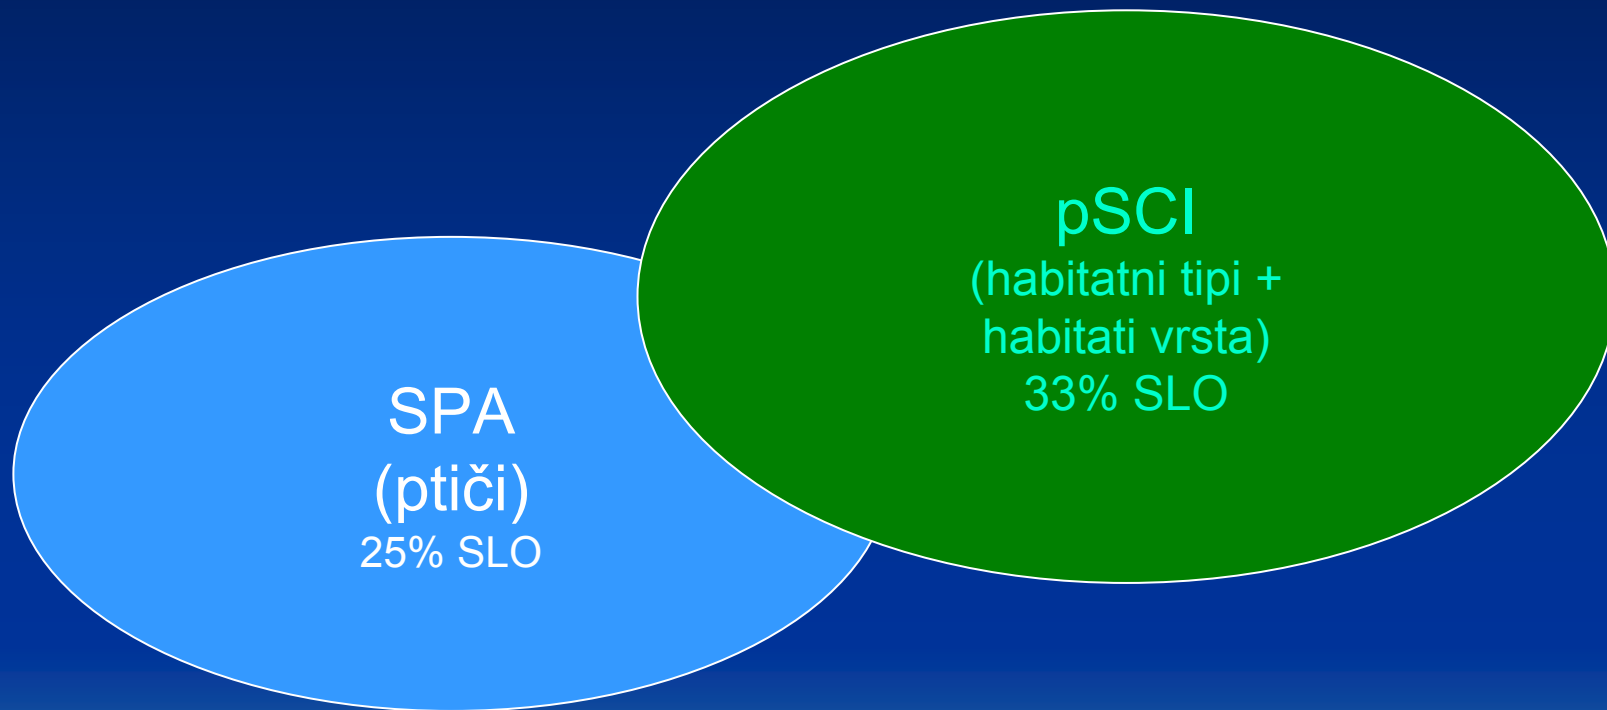 SPA
(ptiči)
25% SLO
pSCI
(habitatni tipi +
habitati vrsta)
33% SLO